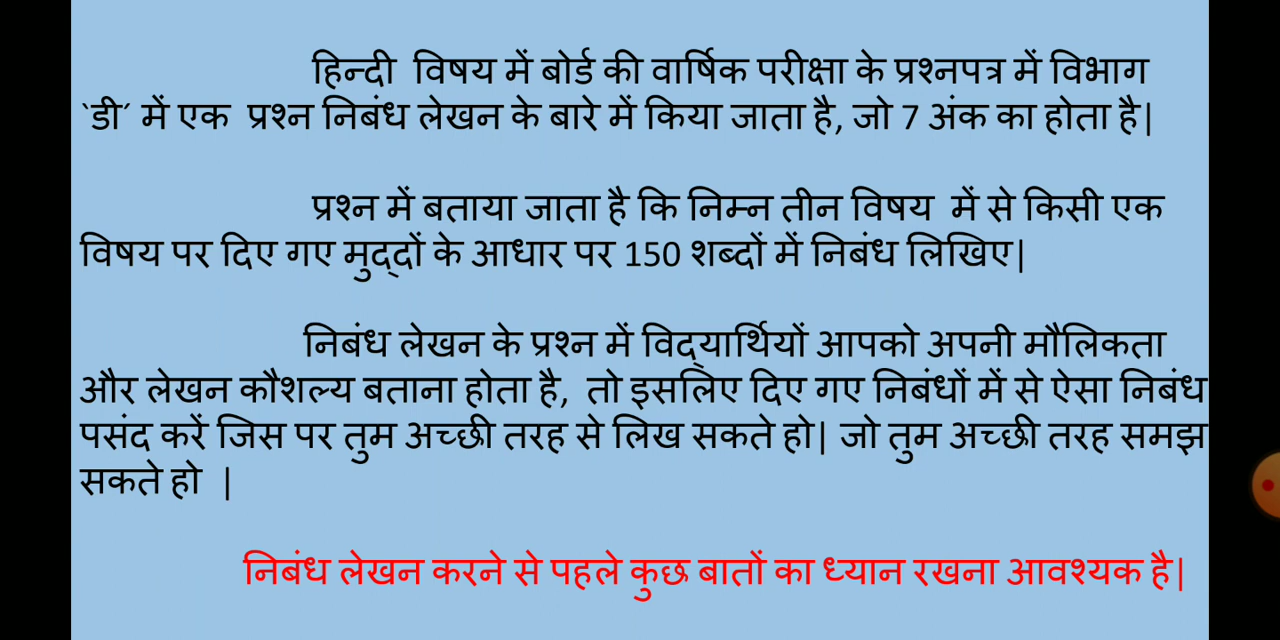 हिन्दी विषय में बोर्ड की वार्षिक परीक्षा के प्रश्नपत्र में विभाग
`डी´ में एक प्रश्न निबंध लेखन के बारे में किया जाता है, जो 7 अंक का होता है|
प्रश्न में बताया जाता है कि निम्न तीन विषय में से किसी एक
विषय पर दिए गए मुद्दों के आधार पर 150 शब्दों में निबंध लिखिए|
निबंध लेखन के प्रश्न में विद्यार्थियों आपको अपनी मौलिकता
और लेखन कौशल्य बताना होता है, तो इसलिए दिए गए निबंधों में से ऐसा निबंध
पसंद करें जिस पर तुम अच्छी तरह से लिख सकते हो| जो तुम अच्छी तरह समझ
सकते हो |
निबंध लेखन करने से पहले कुछ बातों का ध्यान रखना आवश्यक है|